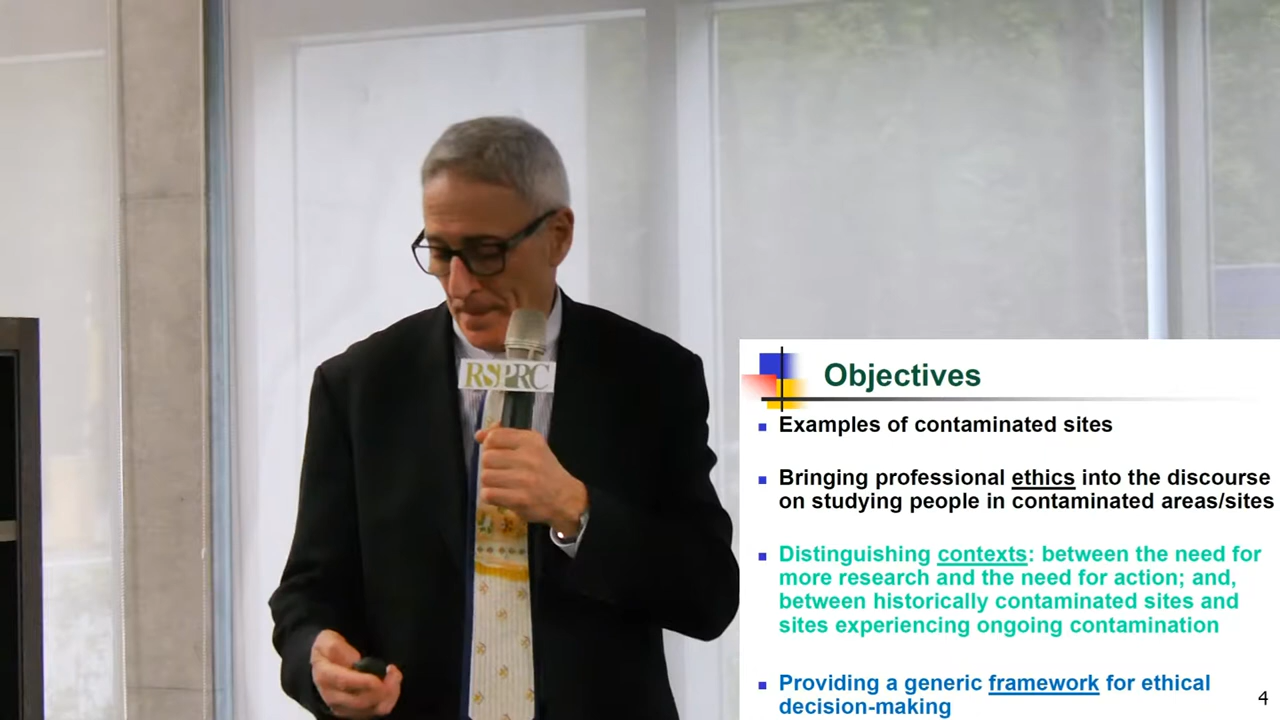 RSPRC
Objectives
Examples of contaminated sites
Bringing professional ethics into the discourse
on studying people in contaminated areas/sites
Distinguishing contexts: between the need for
more research and the need for action; and,
between historically contaminated sites and
sites experiencing ongoing contamination
Providing a generic framework for ethical
decision-making
4